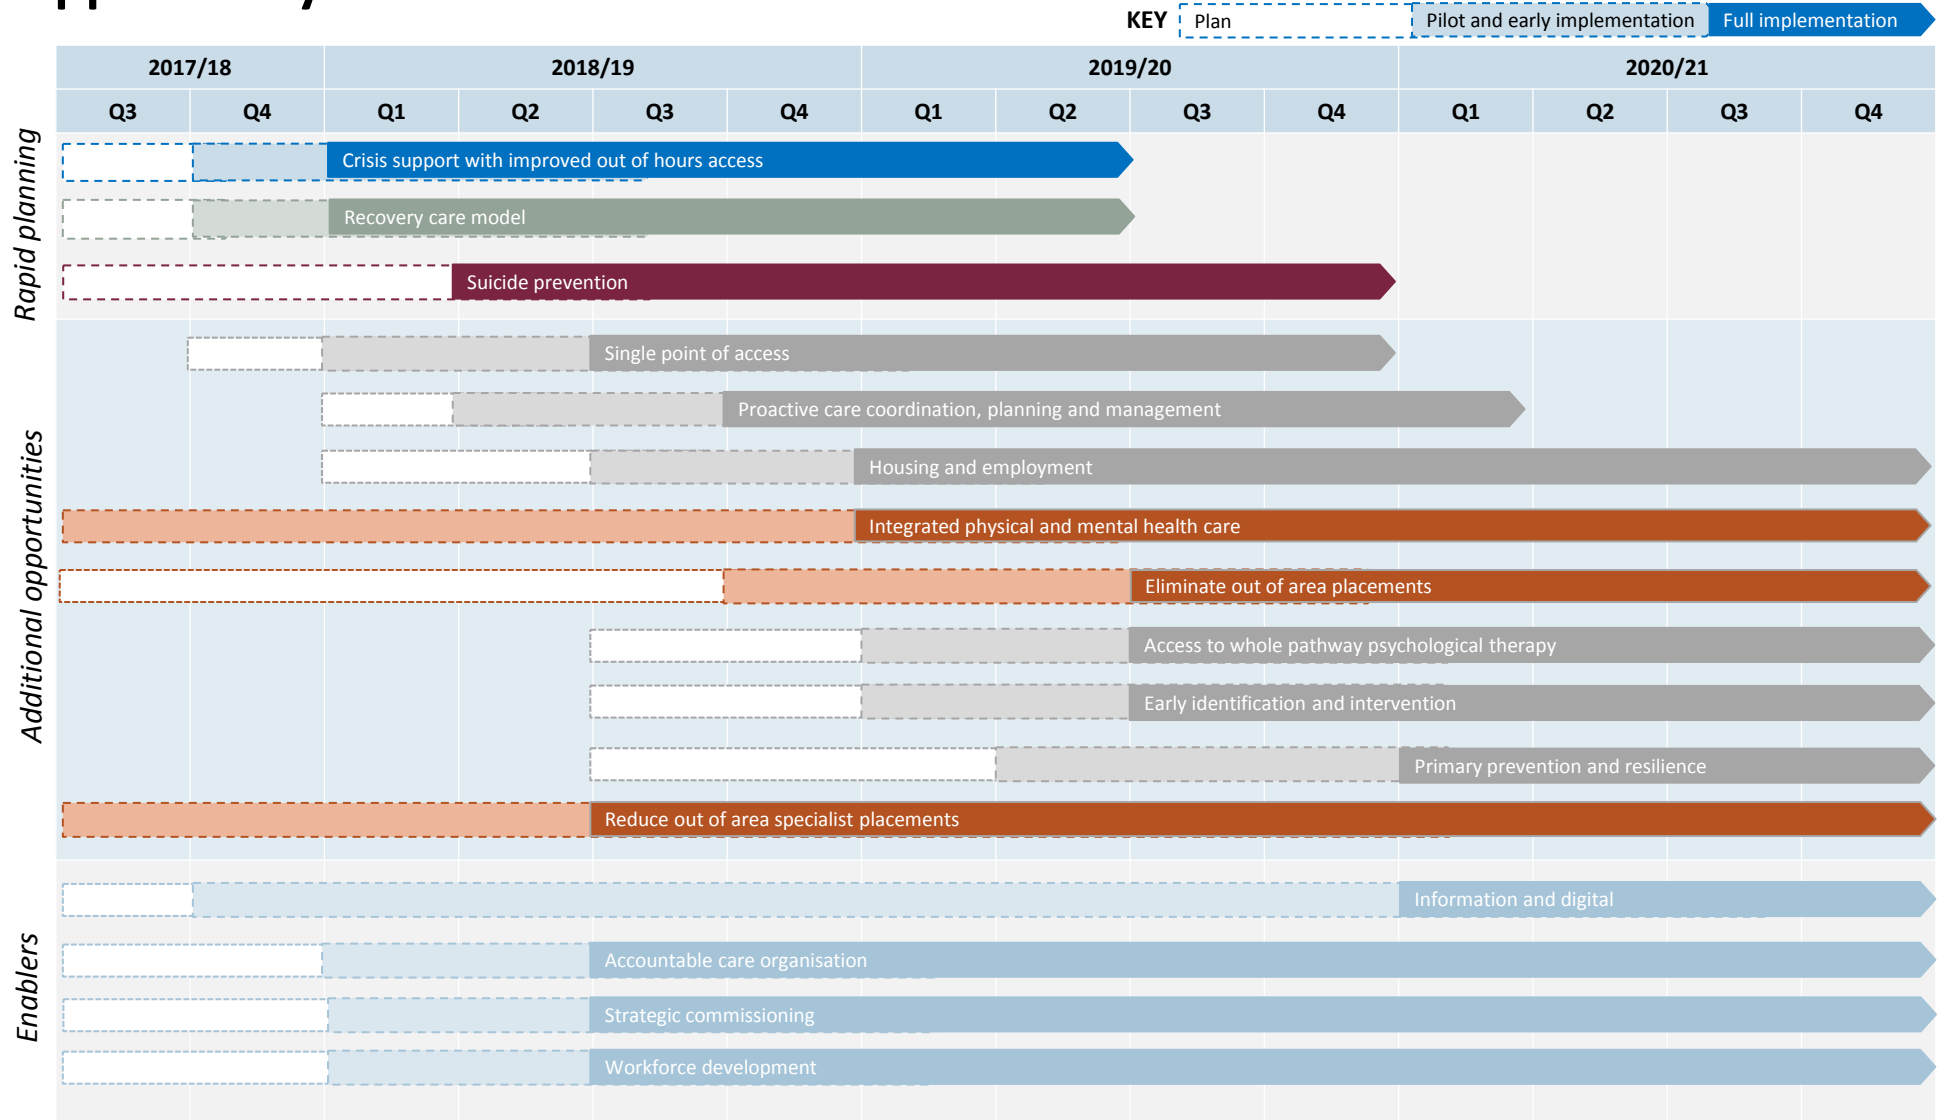 KEY Plan Pilot and early implementation Full implementation
2017/18 2018/19 2019/20 2020/21
Q3 Q4 Q1 Q2 Q3 Q4 Q1 Q2 Q3 Q4 Q1 Q2 Q3 Q4
Rapid planning
Crisis support with improved out of hours access
Recovery care model
Suicide prevention
Additional opportunities
Single point of access
Proactive care coordination, planning and management
Housing and employment
Integrated physical and mental health care
Eliminate out of area placements
Access to whole pathway psychological therapy
Early identification and intervention
Primary prevention and resilience
Reduce out of area specialist placements
Enablers
Information and digital
Accountable care organisation
Strategic commissioning
Workforce development